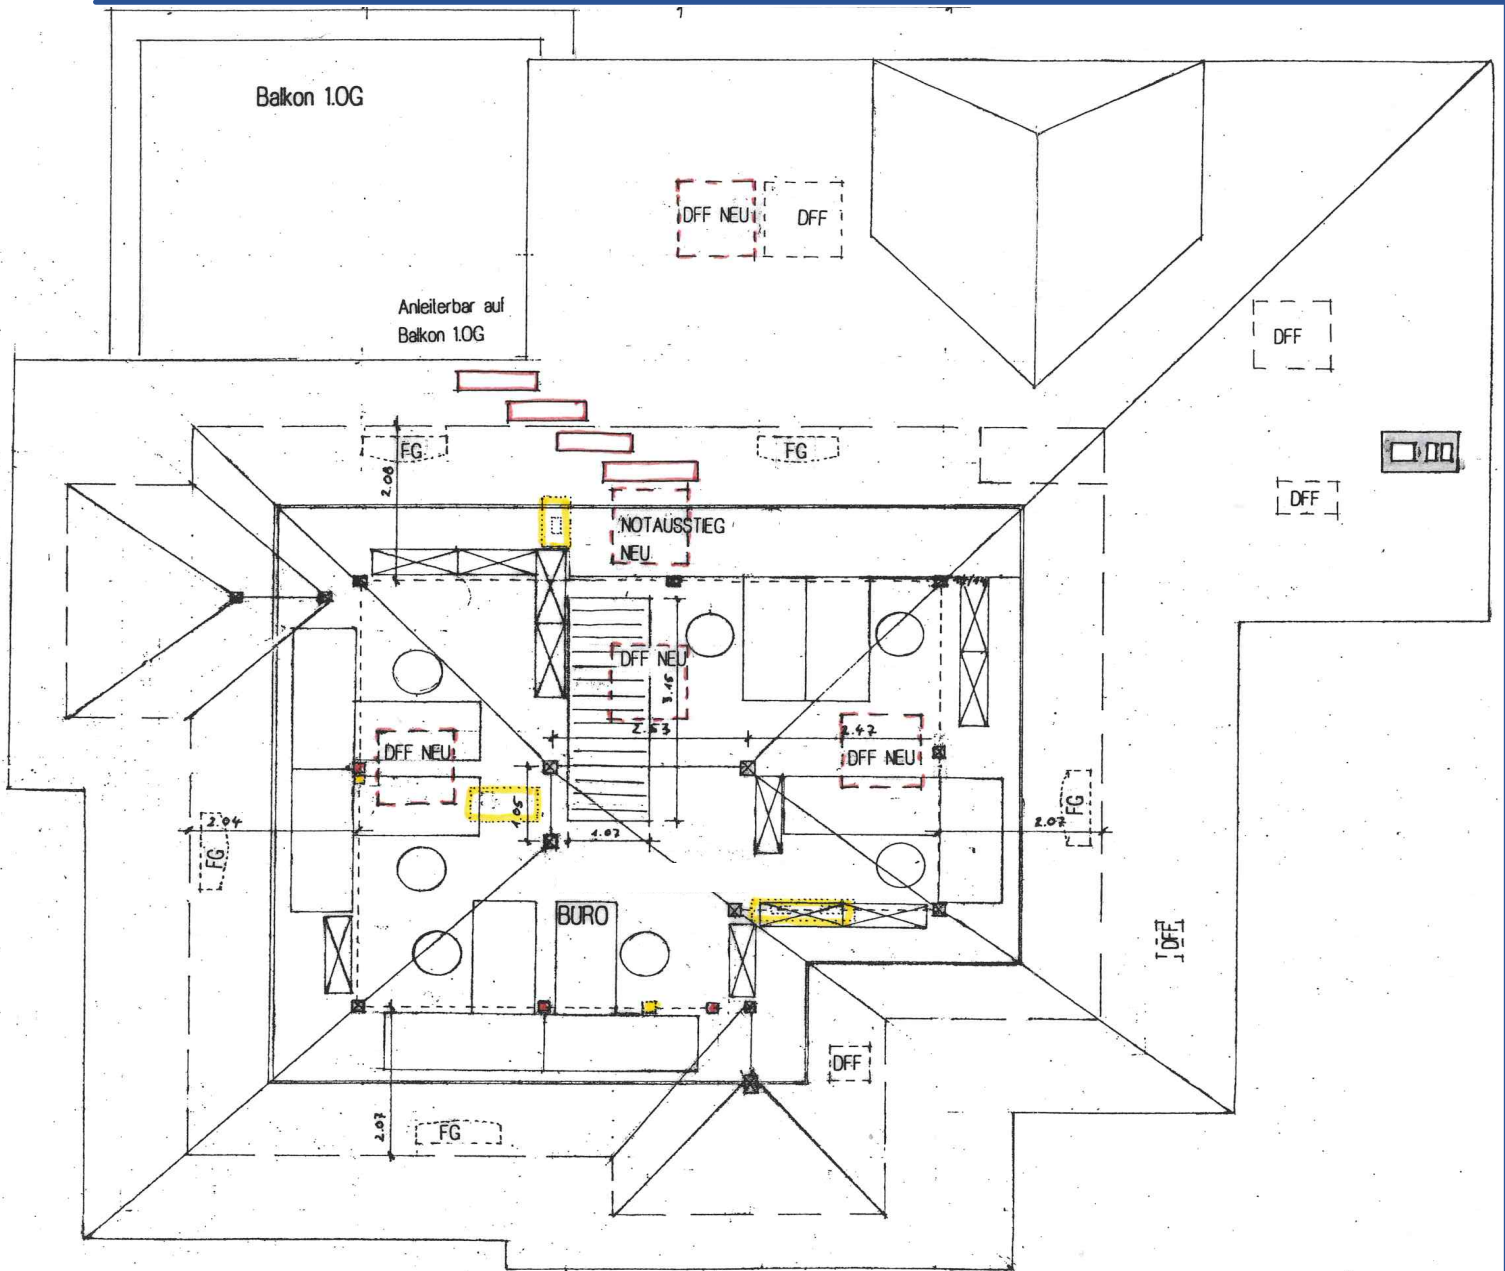 Balkon 1.OG
DFF NEU
DFF
Anleiterbar auf
Balkon 1.OG
DFF
FG
FG
2.08
DFF
NOTAUSSTIEG
NEU
DFF NEU
3.15
2.53
2.47
DFF NEU
DFF NEU
1.05
1.07
2.04
FG
2.07
FG
BÜRO
DFF
DFF
2.07
FG